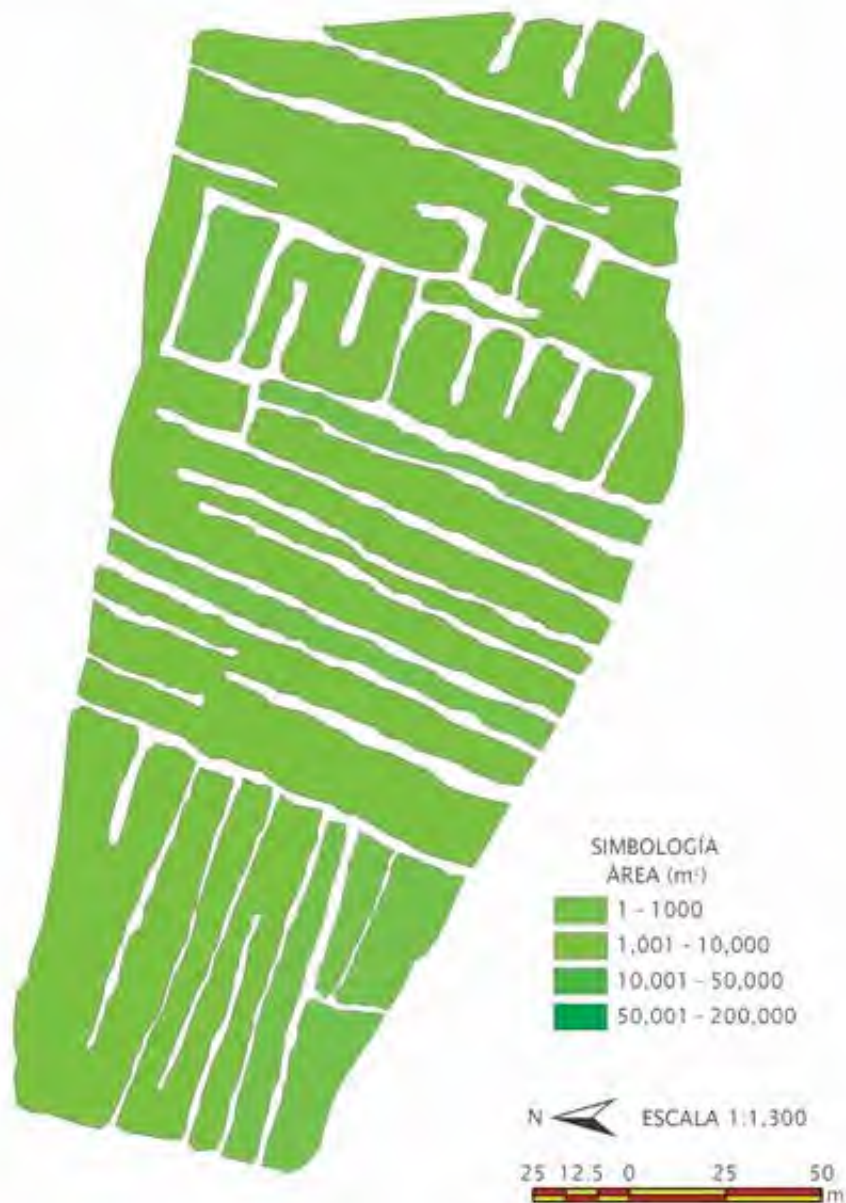 SIMBOLOGÍA
ÁREA (m²)
1 - 1000
1,001 - 10,000
10,001 - 50,000
50,001 - 200,000
N ESCALA 1:1,300
25 12.5 0 25 50
m